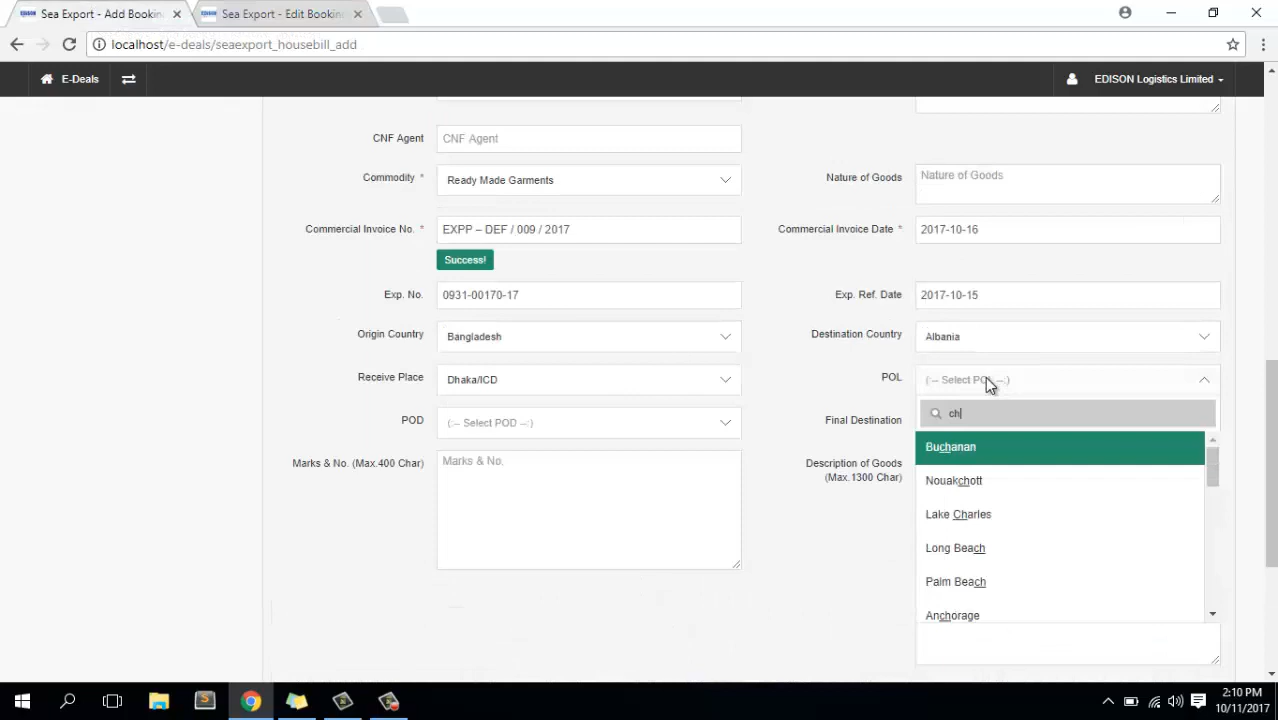 Sea Export - Add Bookin
Sea Export - Edit Bookin
localhost/e-deals/seaexport_housebill_add
E-Deals
EDISON Logistics Limited
CNF Agent
CNF Agent
Commodity *
Ready Made Garments
Nature of Goods
Nature of Goods
Commercial Invoice No. *
EXPP – DEF / 009 / 2017
Commercial Invoice Date *
2017-10-16
Success!
Exp. No.
0931-00170-17
Exp. Ref. Date
2017-10-15
Origin Country
Bangladesh
Destination Country
Albania
Receive Place
Dhaka/ICD
POL
(:-- Select POL --:)
ch
POD
(:-- Select POD --:)
Final Destination
Buchanan
Marks & No. (Max.400 Char)
Marks & No.
Description of Goods
(Max.1300 Char)
Nouakchott
Lake Charles
Long Beach
Palm Beach
Anchorage
2:10 PM
10/11/2017